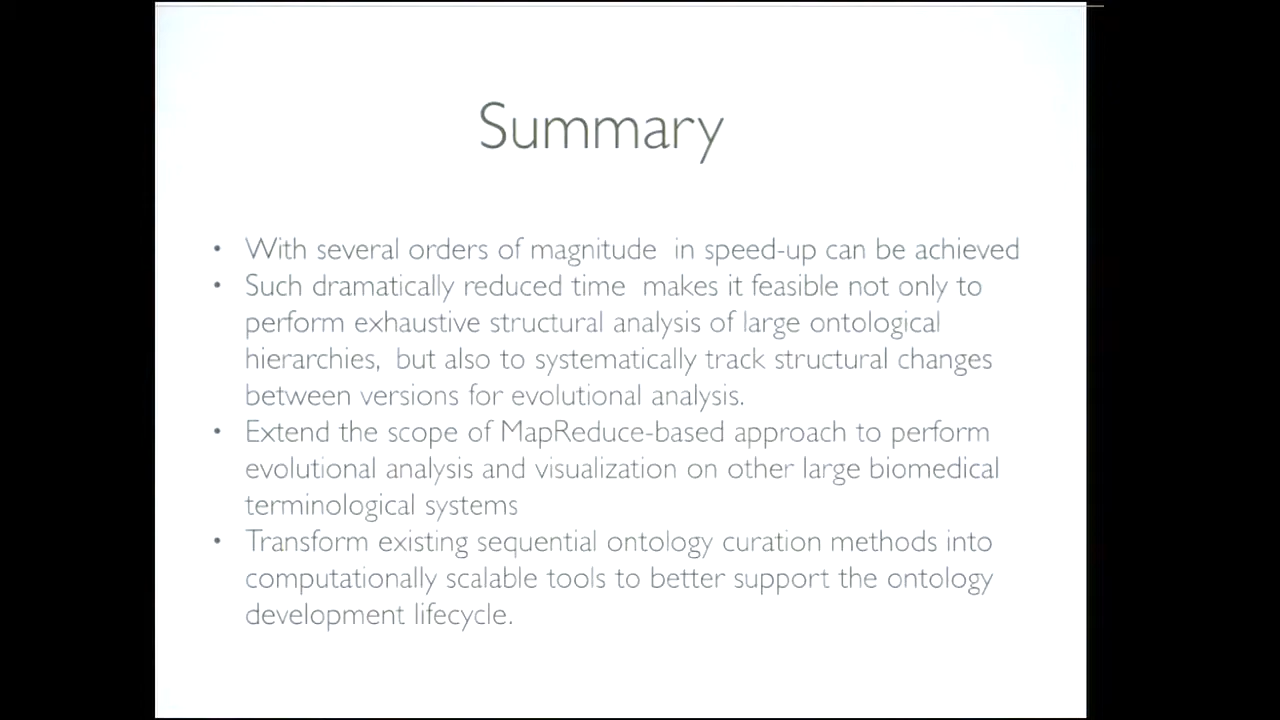 Summary
• With several orders of magnitude in speed-up can be achieved
• Such dramatically reduced time makes it feasible not only to
perform exhaustive structural analysis of large ontological
hierarchies, but also to systematically track structural changes
between versions for evolutional analysis.
• Extend the scope of MapReduce-based approach to perform
evolutional analysis and visualization on other large biomedical
terminological systems
• Transform existing sequential ontology curation methods into
computationally scalable tools to better support the ontology
development lifecycle.